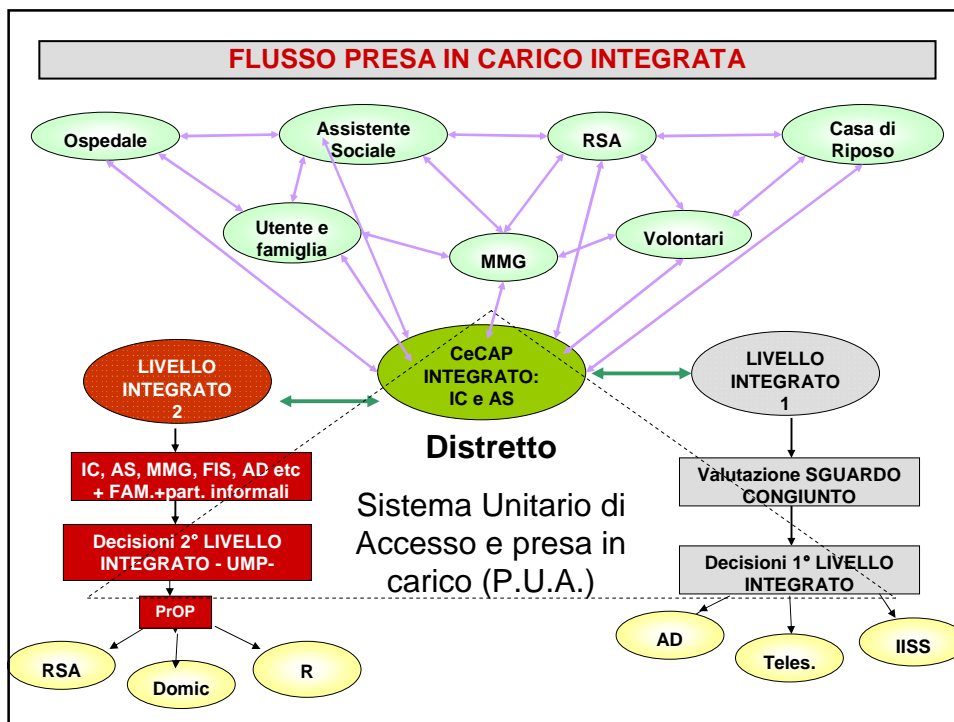 FLUSSO PRESA IN CARICO INTEGRATA
Ospedale
Assistente
Sociale
RSA
Casa di
Riposo
Utente e
famiglia
MMG
Volontari
CeCAP
INTEGRATO:
IC e AS
LIVELLO
INTEGRATO
2
LIVELLO
INTEGRATO
1
Distretto
IC, AS, MMG, FIS, AD etc
+ FAM.+part. informali
Valutazione SGUARDO
CONGIUNTO
Sistema Unitario di
Accesso e presa in
carico (P.U.A.)
Decisioni 2° LIVELLO
INTEGRATO - UMP-
Decisioni 1° LIVELLO
INTEGRATO
PrOP
RSA
Domic
R
AD
Teles.
IISS